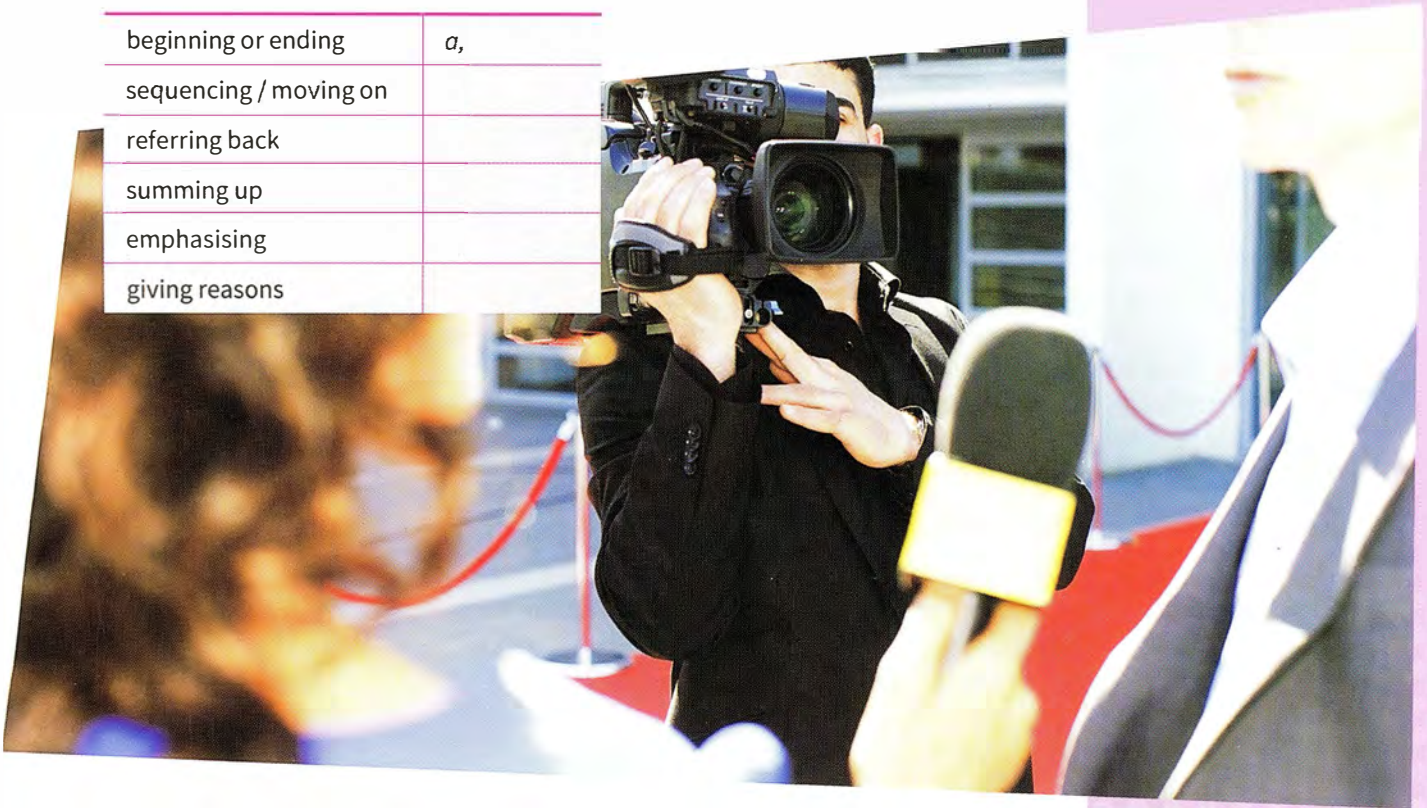 beginning or ending a,
sequencing / moving on
referring back
summing up
emphasising
giving reasons